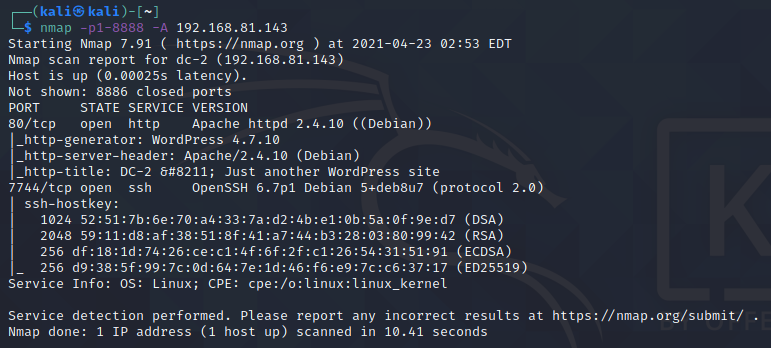 ┌──(kali㉿kali)-[~]
└─$ nmap -p1-8888 -A 192.168.81.143
Starting Nmap 7.91 ( https://nmap.org ) at 2021-04-23 02:53 EDT
Nmap scan report for dc-2 (192.168.81.143)
Host is up (0.00025s latency).
Not shown: 8886 closed ports
PORT     STATE SERVICE VERSION
80/tcp   open  http    Apache httpd 2.4.10 ((Debian))
|_http-generator: WordPress 4.7.10
|_http-server-header: Apache/2.4.10 (Debian)
|_http-title: DC-2 &#8211; Just another WordPress site
7744/tcp open  ssh     OpenSSH 6.7p1 Debian 5+deb8u7 (protocol 2.0)
| ssh-hostkey:
|   1024 52:51:7b:6e:70:a4:33:7a:d2:4b:e1:0b:5a:0f:9e:d7 (DSA)
|   2048 59:11:d8:af:38:51:8f:41:a7:44:b3:28:03:80:99:42 (RSA)
|   256 df:18:1d:74:26:ce:c1:4f:6f:2f:c1:26:54:31:51:91 (ECDSA)
|_  256 d9:38:5f:99:7c:0d:64:7e:1d:46:f6:e9:7c:c6:37:17 (ED25519)
Service Info: OS: Linux; CPE: cpe:/o:linux:linux_kernel
Service detection performed. Please report any incorrect results at https://nmap.org/submit/ .
Nmap done: 1 IP address (1 host up) scanned in 10.41 seconds